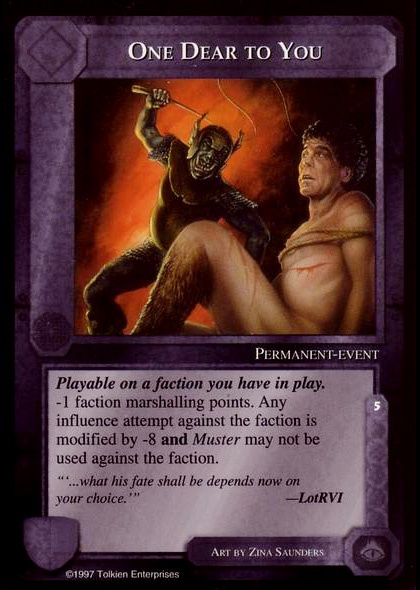 ONE DEAR TO YOU
PERMANENT-EVENT
Playable on a faction you have in play.
-1 faction marshalling points. Any
influence attempt against the faction is
modified by -8 and Muster may not be
used against the faction.
5
“‘...what his fate shall be depends now on
your choice.’” —LotRVI
ART BY ZINA SAUNDERS
©1997 Tolkien Enterprises